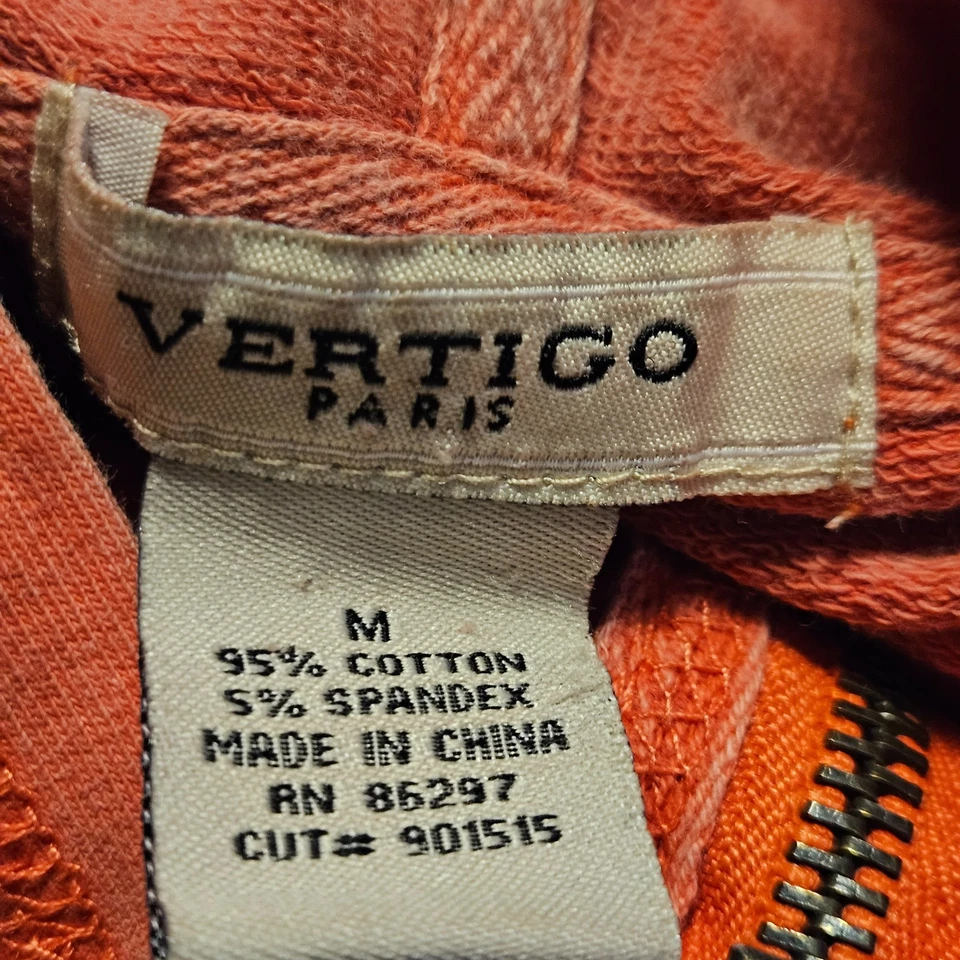 VERTIGO
PARIS
M
95% COTTON
5% SPANDEX
MADE IN CHINA
RN 86297
CUT# 901515